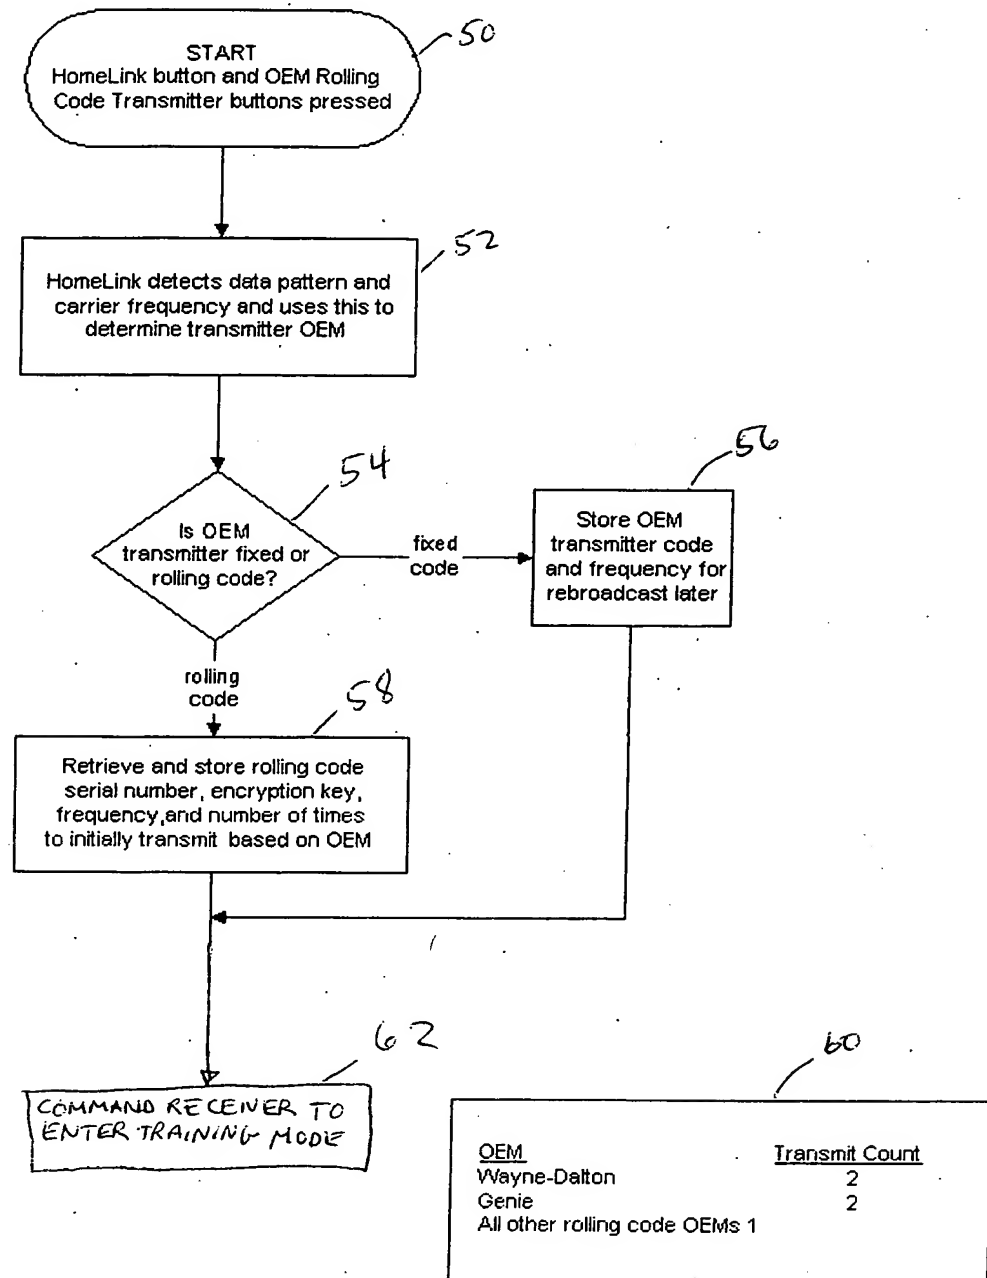 50
START
HomeLink button and OEM Rolling
Code Transmitter buttons pressed
52
HomeLink detects data pattern and
carrier frequency and uses this to
determine transmitter OEM
54
Is OEM
transmitter fixed or
rolling code?
fixed
code
56
Store OEM
transmitter code
and frequency for
rebroadcast later
rolling
code
58
Retrieve and store rolling code
serial number, encryption key,
frequency,and number of times
to initially transmit based on OEM
62
COMMAND RECEIVER TO
ENTER TRAINING MODE
60
OEM Transmit Count
Wayne-Dalton 2
Genie 2
All other rolling code OEMs 1